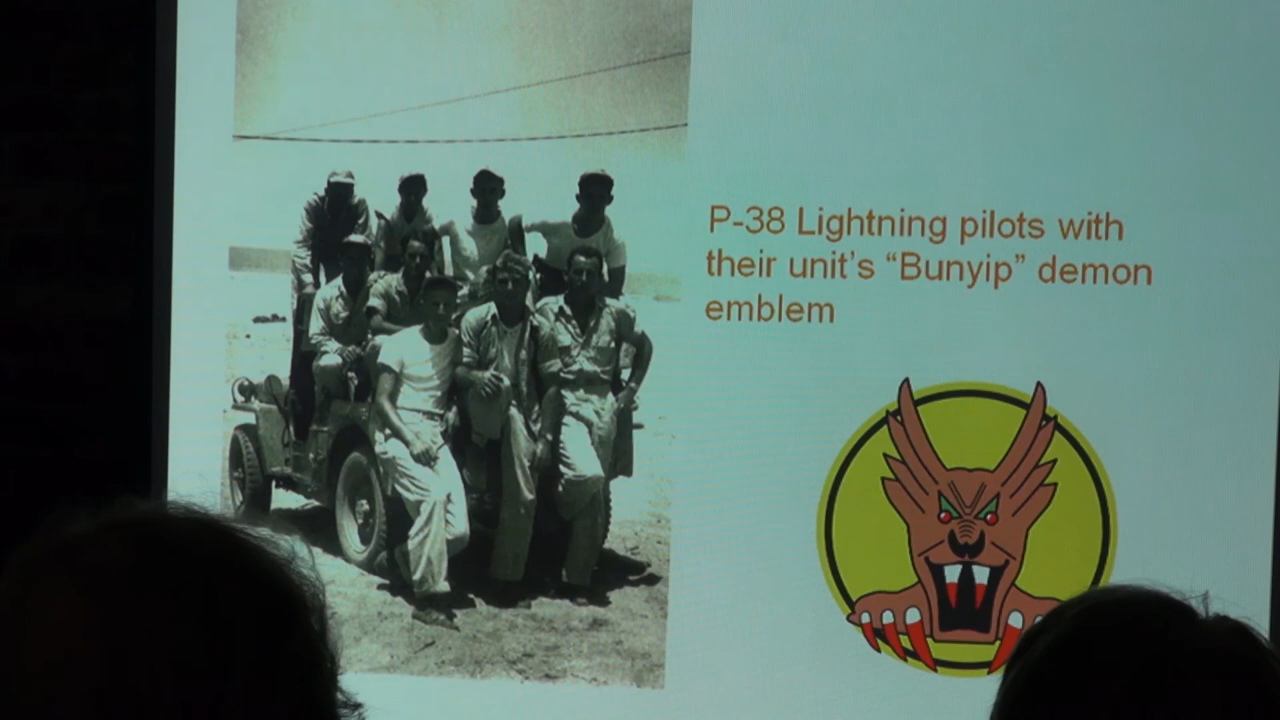 P-38 Lightning pilots with
their unit's “Bunyip” demon
emblem